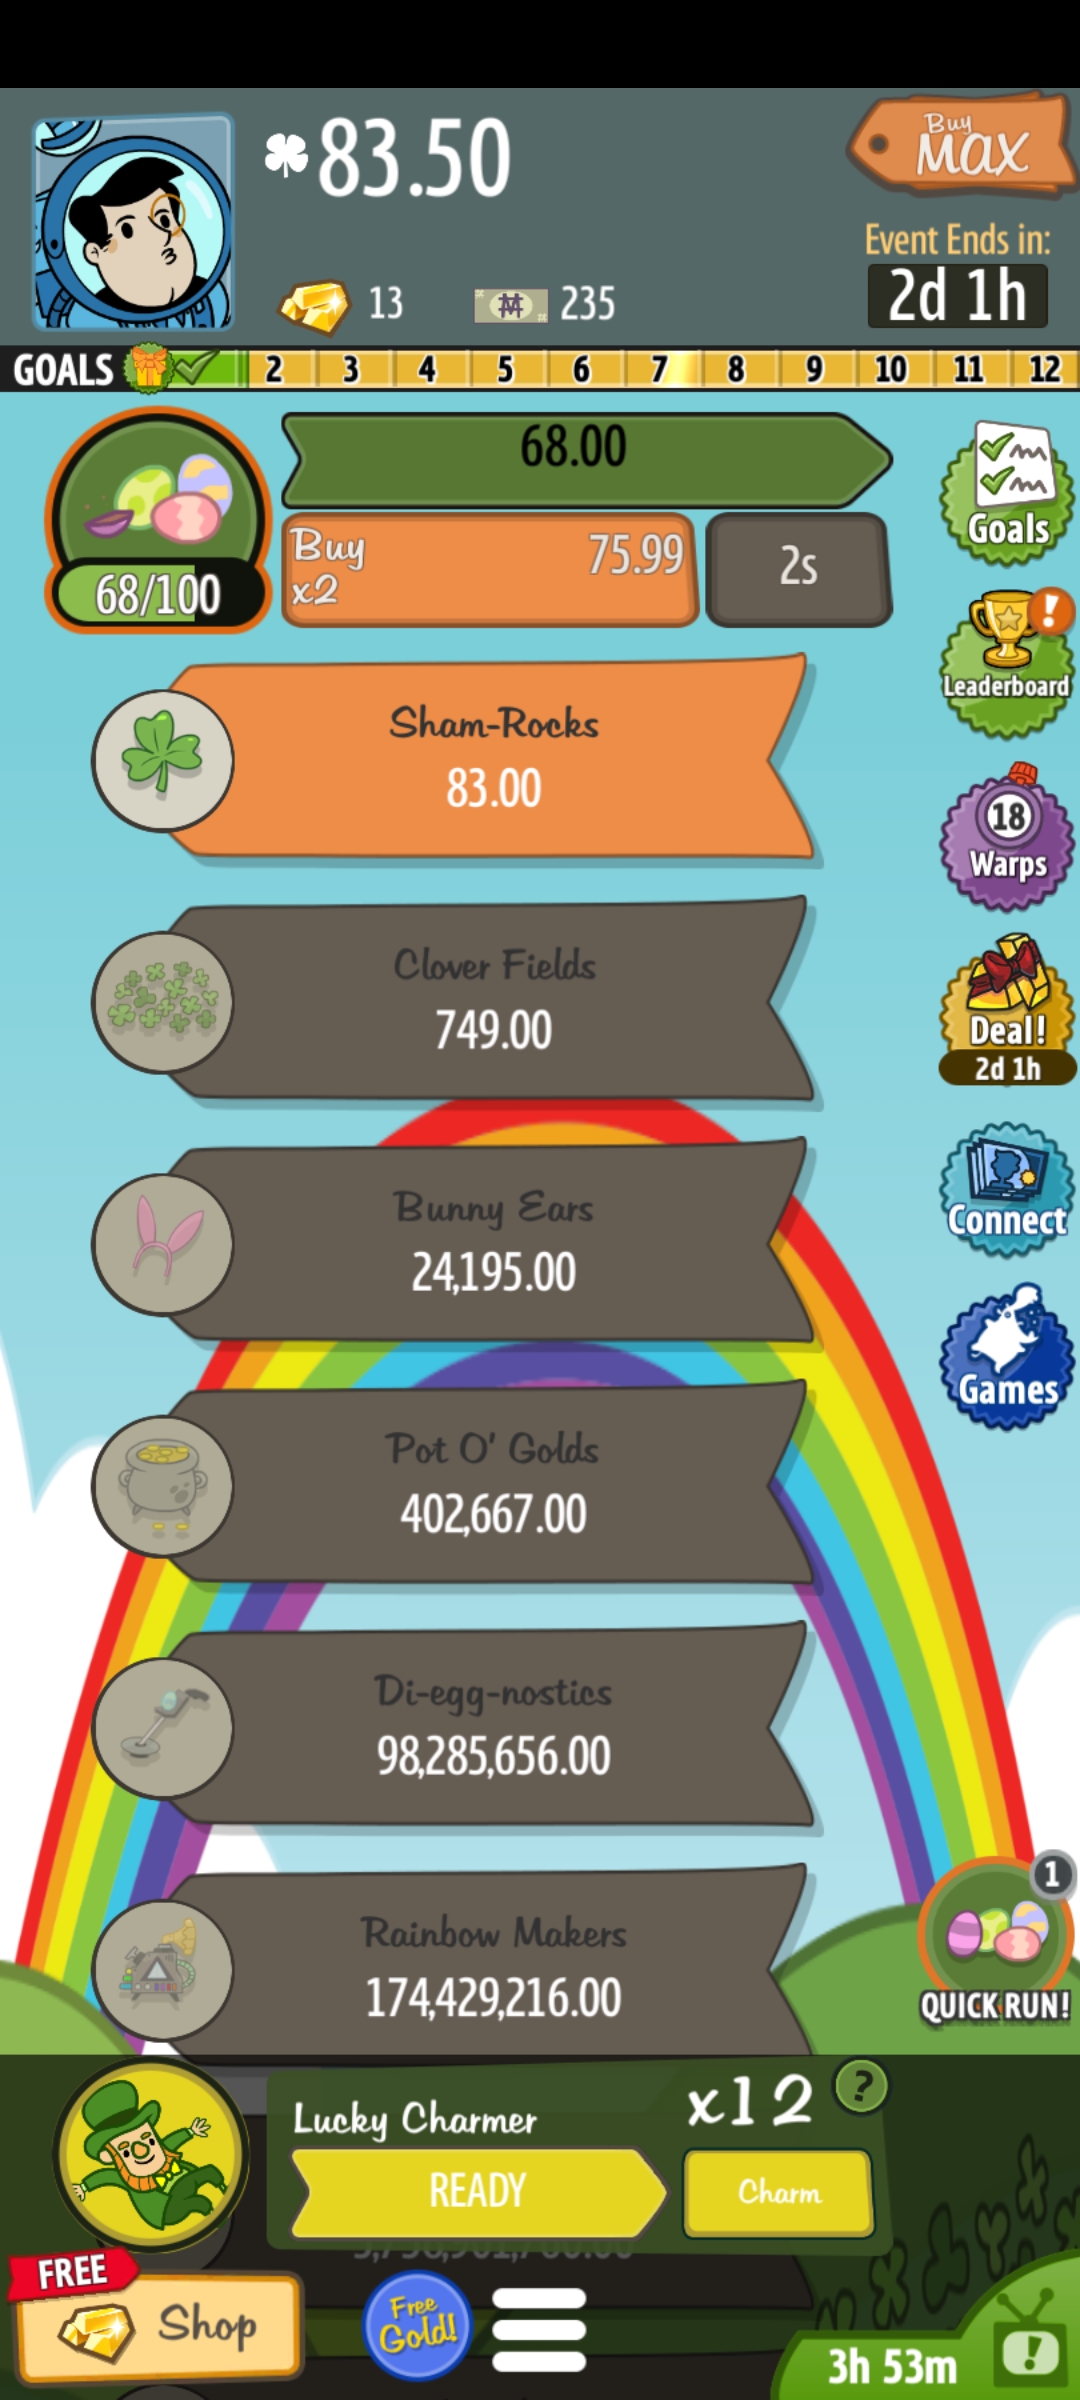 83.50
Buy
MAX
Event Ends in:
2d 1h
13
235
GOALS 2 3 4 5 6 7 8 9 10 11 12
68.00
Buy
x2
75.99
2s
68/100
Goals
Sham-Rocks
83.00
Leaderboard
18
Warps
Clover Fields
749.00
Deal!
2d 1h
Bunny Ears
24,195.00
Connect
Games
Pot O' Golds
402,667.00
Di-egg-nostics
98,285,656.00
Rainbow Makers
174,429,216.00
1
QUICK RUN!
Lucky Charmer
x12
?
READY
Charm
FREE
Shop
Free
Gold!
3h 53m